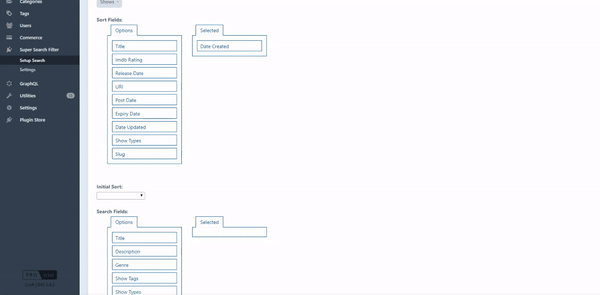 Categories
Tags
Users
Commerce
Super Search Filter
Setup Search
Settings
GraphQL
Utilities
Settings
Plugin Store
Shows
Sort Fields:
Options
Title
Imdb Rating
Release Date
URI
Post Date
Expiry Date
Date Updated
Show Types
Slug
Selected
Date Created
Initial Sort:
Search Fields:
Options
Title
Description
Genre
Show Tags
Show Types
Selected